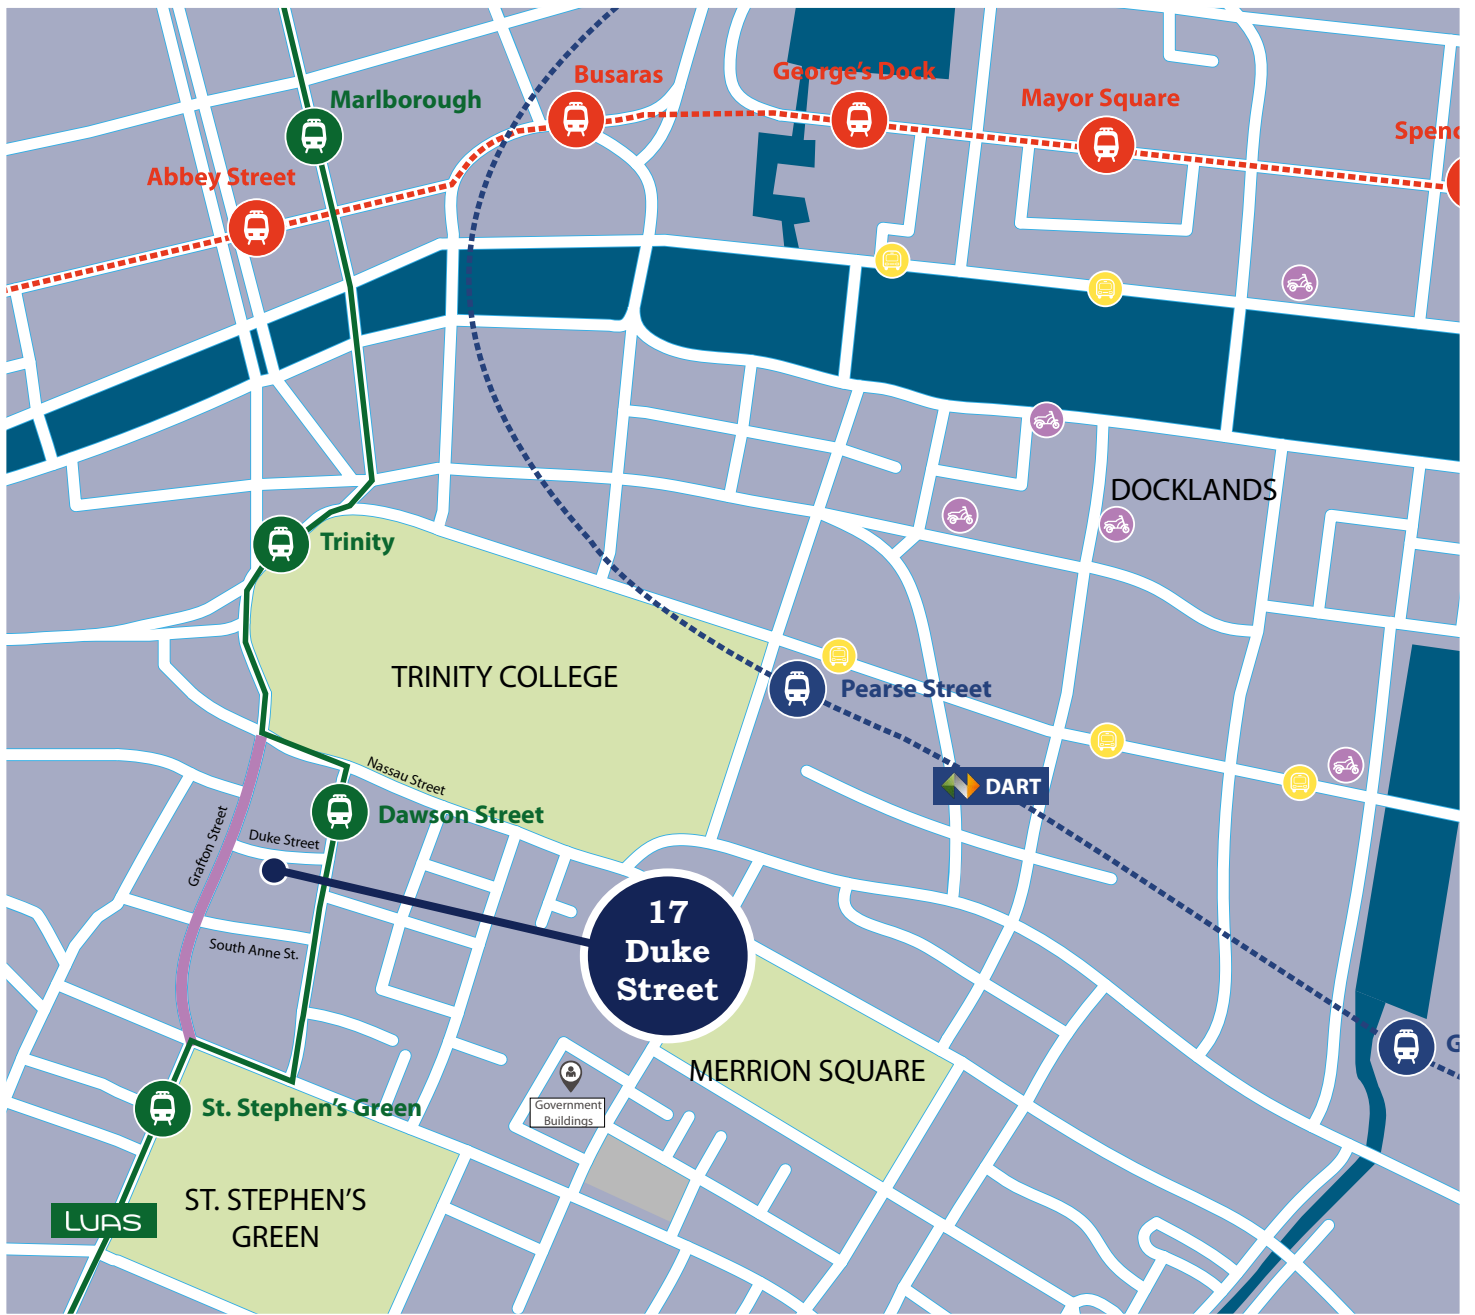 Busaras
George's Dock
Marlborough
Mayor Square
Spenc
Abbey Street
DOCKLANDS
Trinity
TRINITY COLLEGE
Pearse Street
Nassau Street
DART
Grafton Street
Dawson Street
Duke Street
17
Duke
Street
South Anne St.
G
MERRION SQUARE
Government
Buildings
St. Stephen's Green
ST. STEPHEN'S
GREEN
LUAS